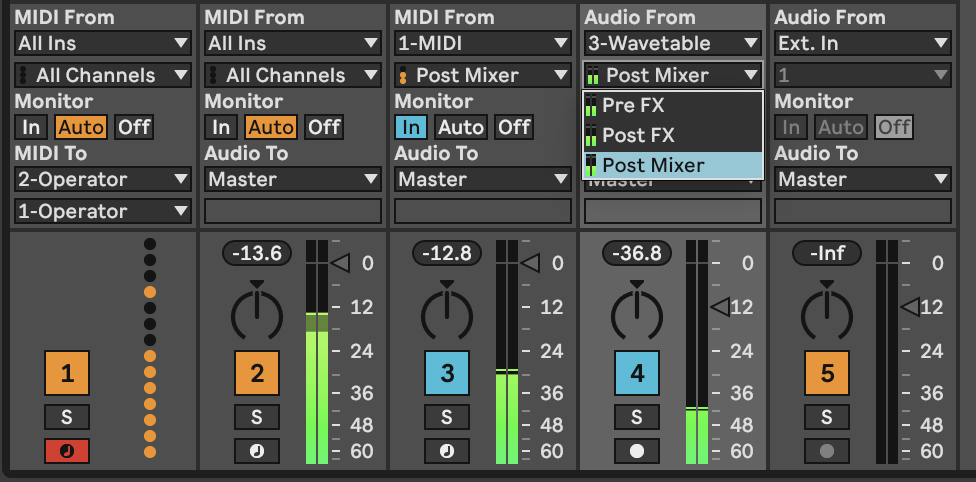 MIDI From
All Ins
All Channels
Monitor
In Auto Off
MIDI To
2-Operator
1-Operator
1
S
MIDI From
All Ins
All Channels
Monitor
In Auto Off
Audio To
Master
-13.6
0
12
24
36
48
60
2
S
MIDI From
1-MIDI
Post Mixer
Monitor
In Auto Off
Audio To
Master
-12.8
0
12
24
36
48
60
3
S
Audio From
3-Wavetable
Post Mixer
Pre FX
Post FX
Post Mixer
Master
-36.8
0
12
24
36
48
60
4
S
Audio From
Ext. In
1
Monitor
In Auto Off
Audio To
Master
-Inf
0
12
24
36
48
60
5
S